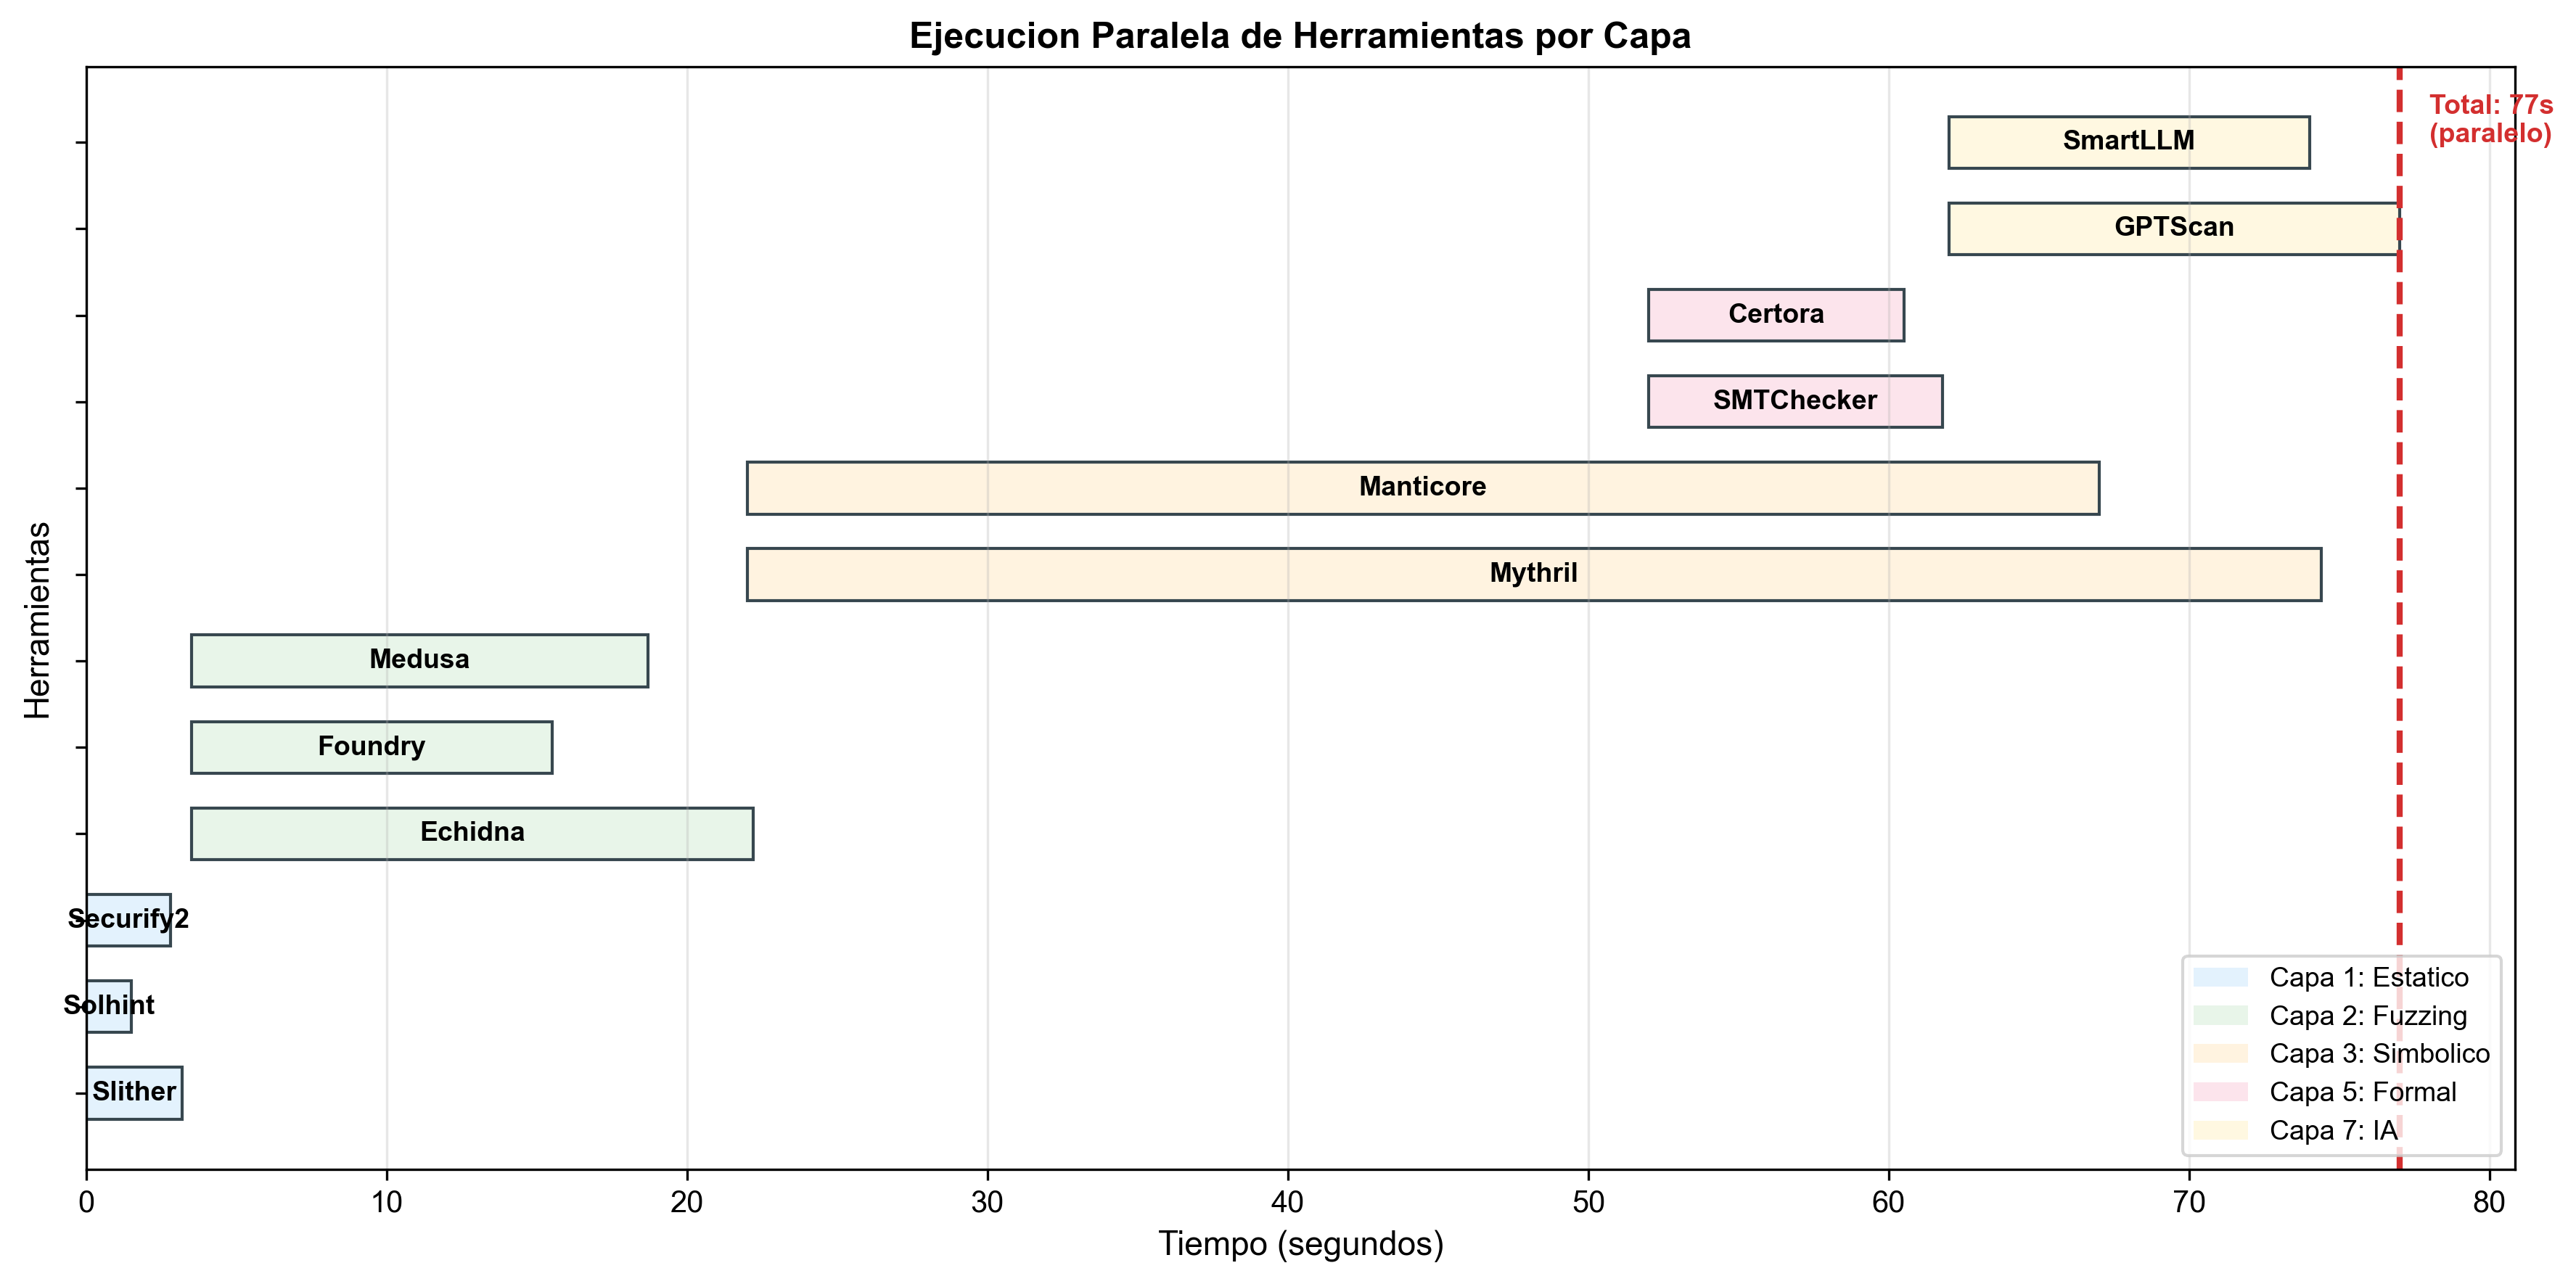 Ejecucion Paralela de Herramientas por Capa
Total: 77s
(paralelo)
SmartLLM
GPTScan
Certora
SMTChecker
Manticore
Mythril
Medusa
Foundry
Echidna
Securify2
Solhint
Slither
Herramientas
Capa 1: Estatico
Capa 2: Fuzzing
Capa 3: Simbolico
Capa 5: Formal
Capa 7: IA
0 10 20 30 40 50 60 70 80
Tiempo (segundos)